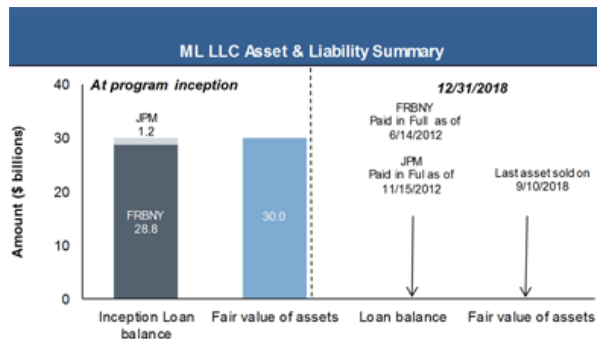 ML LLC Asset & Liability Summary
At program inception
12/31/2018
Amount ($ billions)
40
30
20
10
0
JPM
1.2
FRBNY
28.8
30.0
FRBNY
Paid in Full as of
6/14/2012
JPM
Paid in Ful as of
11/15/2012
Last asset sold on
9/10/2018
Inception Loan
balance
Fair value of assets
Loan balance
Fair value of assets